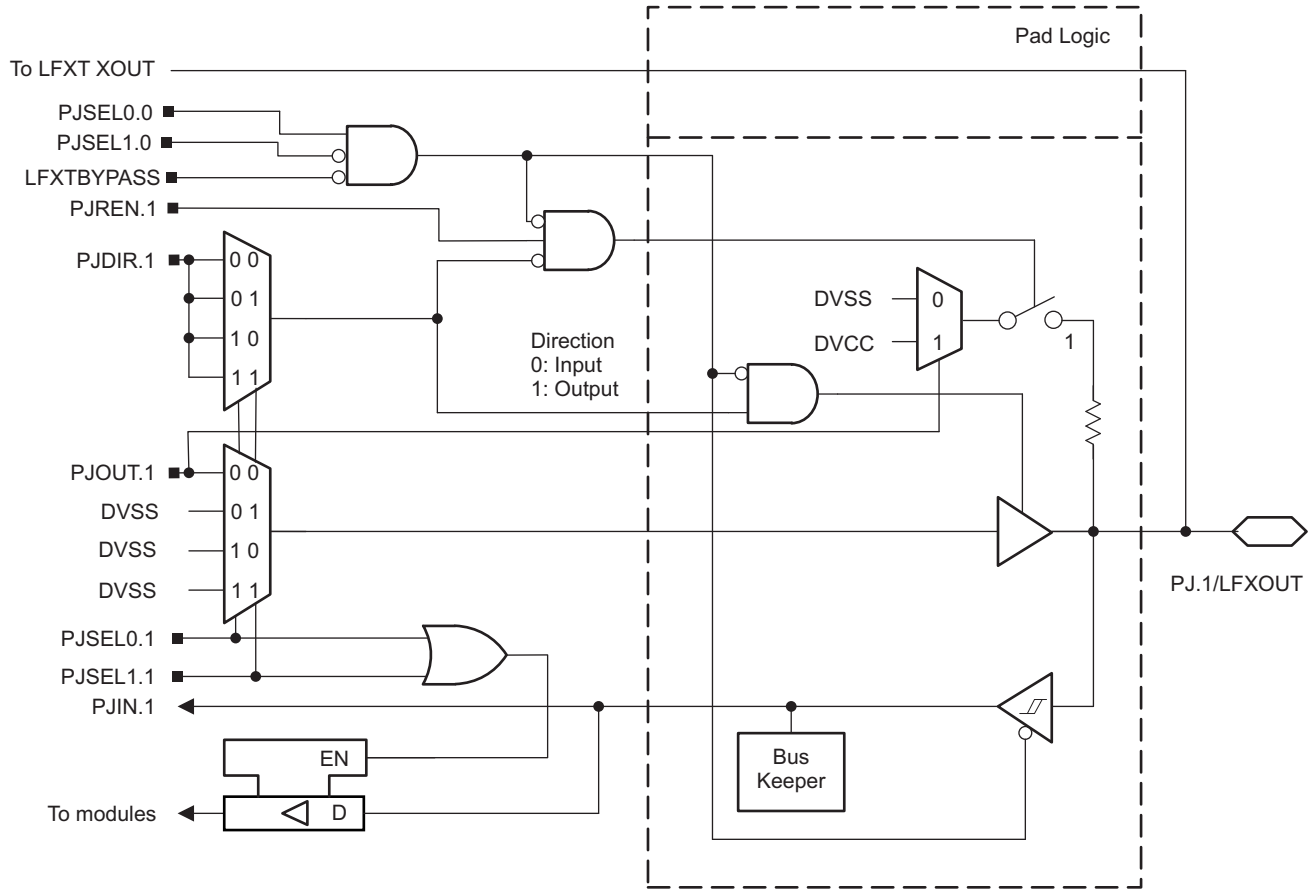 Pad Logic
To LFXT XOUT
PJSEL0.0
PJSEL1.0
LFXTBYPASS
PJREN.1
PJDIR.1
0 0
0 1
1 0
1 1
Direction
0: Input
1: Output
DVSS
0
DVCC
1
1
PJOUT.1
0 0
DVSS
0 1
DVSS
1 0
DVSS
1 1
PJ.1/LFXOUT
PJSEL0.1
PJSEL1.1
PJIN.1
Bus
Keeper
EN
To modules
D